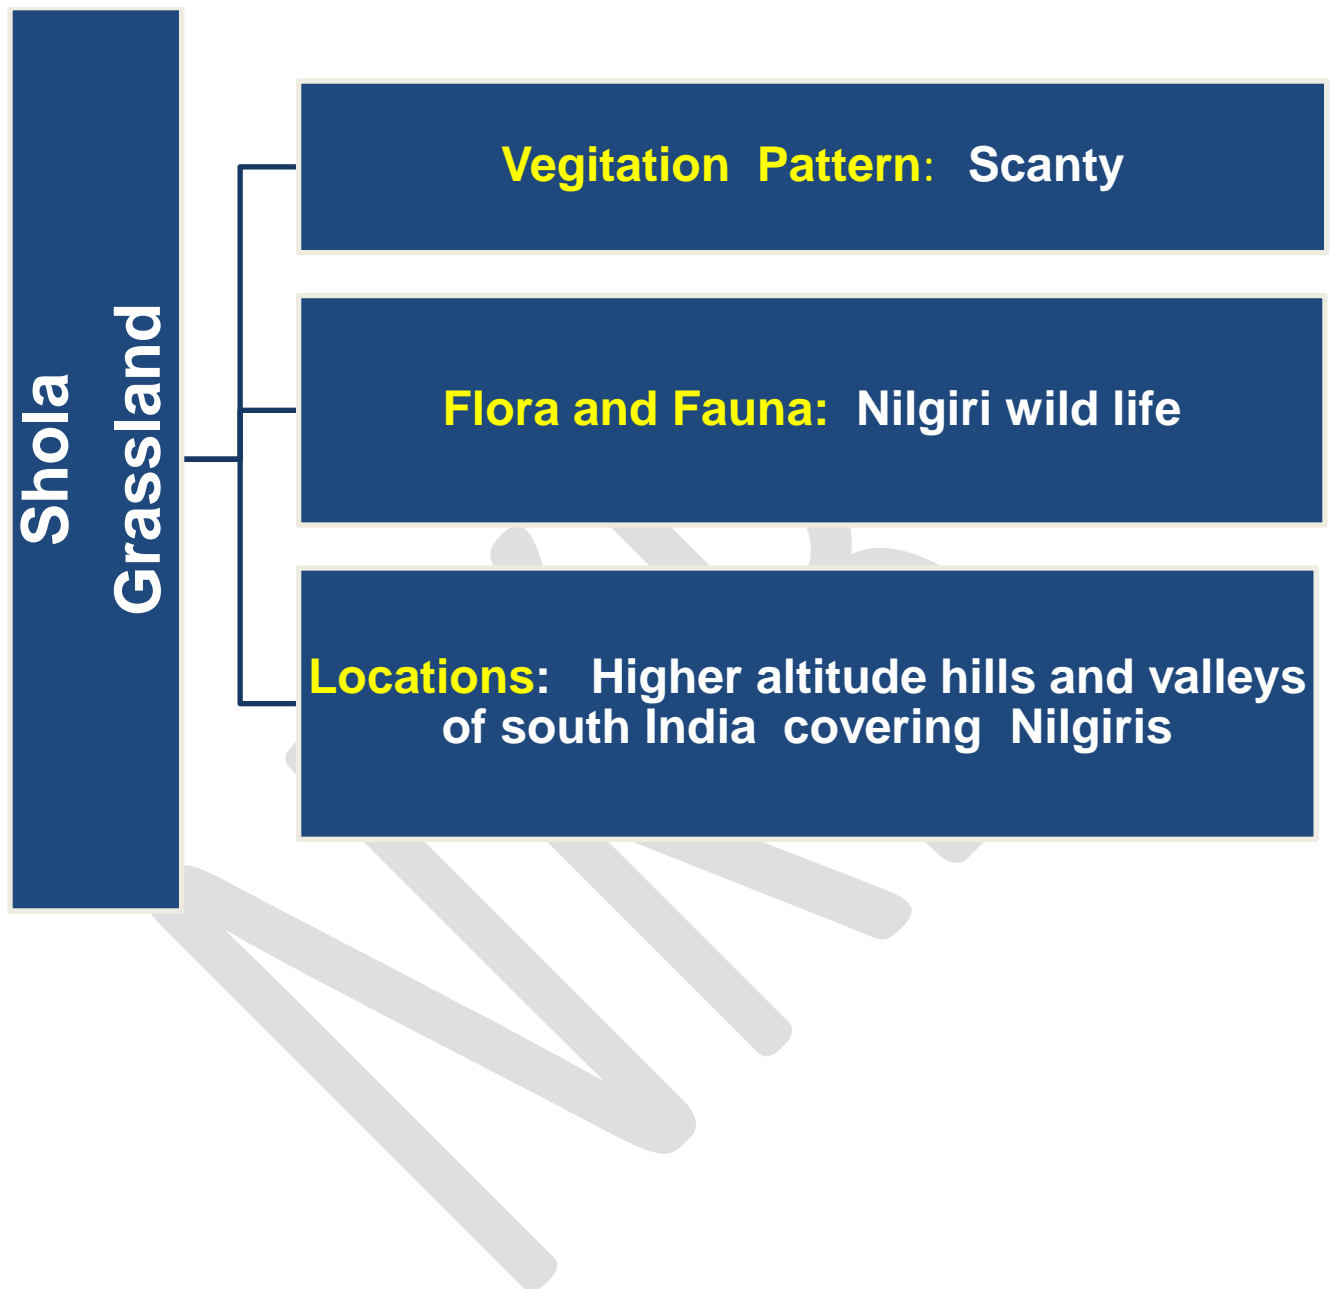 Shola
Grassland
Vegitation Pattern: Scanty
Flora and Fauna: Nilgiri wild life
Locations: Higher altitude hills and valleys
of south India covering Nilgiris